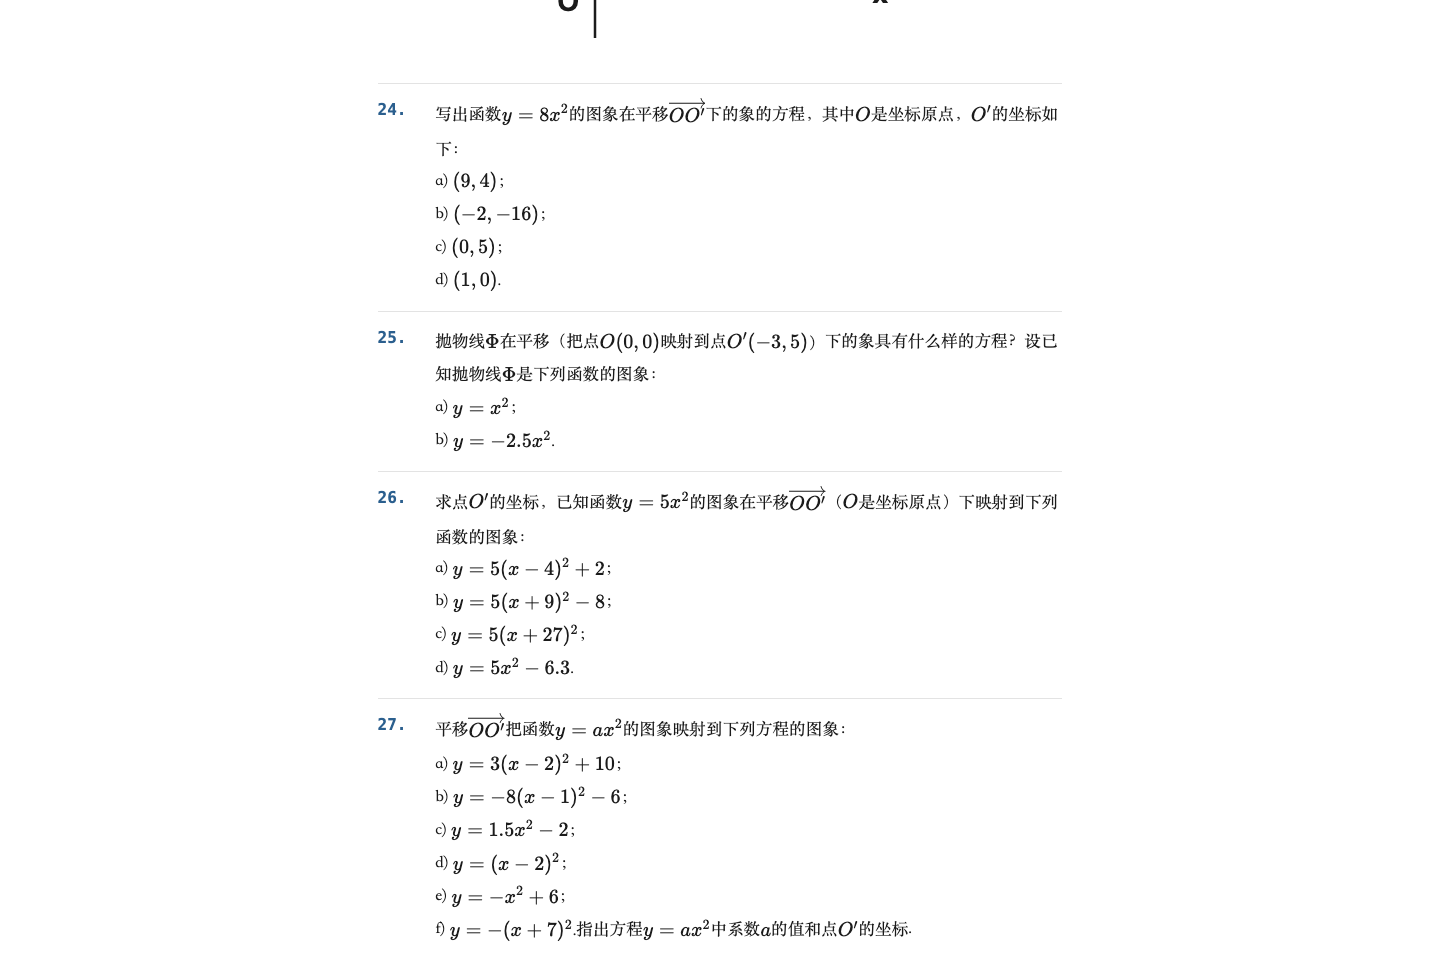 O x
24. 写出函数y = 8x²的图象在平移\overrightarrow{OO'}下的象的方程，其中O是坐标原点，O′的坐标如
下：
a) (9, 4)；
b) (−2, −16)；
c) (0, 5)；
d) (1, 0).
25. 抛物线Φ在平移（把点O(0, 0)映射到点O′(−3, 5)）下的象具有什么样的方程？设已
知抛物线Φ是下列函数的图象：
a) y = x²；
b) y = −2.5x².
26. 求点O′的坐标，已知函数y = 5x²的图象在平移\overrightarrow{OO'}（O是坐标原点）下映射到下列
函数的图象：
a) y = 5(x − 4)² + 2；
b) y = 5(x + 9)² − 8；
c) y = 5(x + 27)²；
d) y = 5x² − 6.3.
27. 平移\overrightarrow{OO'}把函数y = ax²的图象映射到下列方程的图象：
a) y = 3(x − 2)² + 10；
b) y = −8(x − 1)² − 6；
c) y = 1.5x² − 2；
d) y = (x − 2)²；
e) y = −x² + 6；
f) y = −(x + 7)².指出方程y = ax²中系数a的值和点O′的坐标.